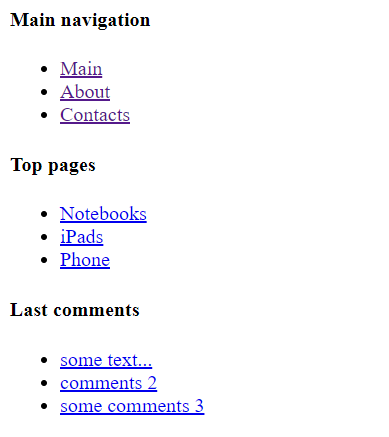 Main navigation
Main
About
Contacts
Top pages
Notebooks
iPads
Phone
Last comments
some text...
comments 2
some comments 3